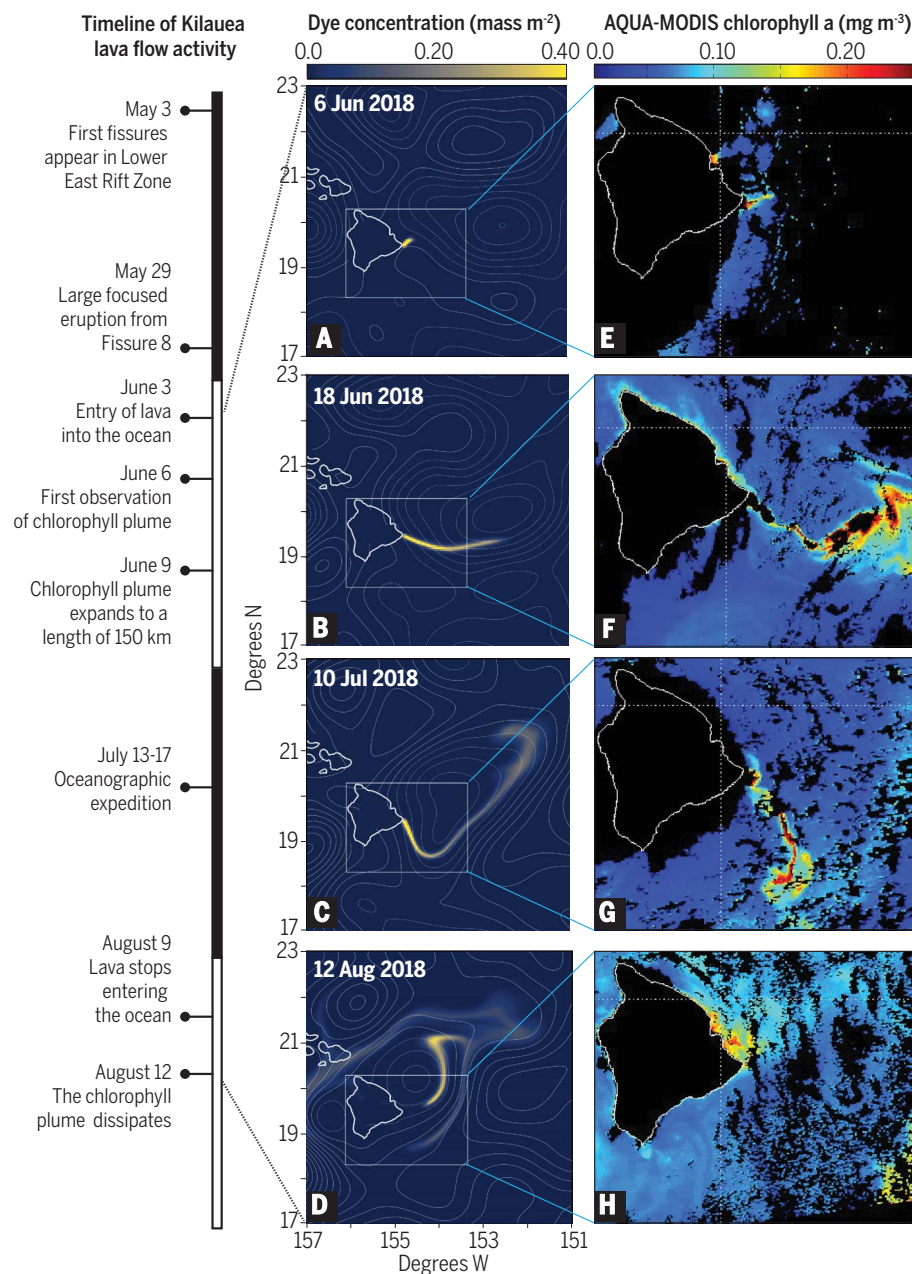 Timeline of Kilauea
lava flow activity
May 3
First fissures
appear in Lower
East Rift Zone
May 29
Large focused
eruption from
Fissure 8
June 3
Entry of lava
into the ocean
June 6
First observation
of chlorophyll plume
June 9
Chlorophyll plume
expands to a
length of 150 km
July 13-17
Oceanographic
expedition
August 9
Lava stops
entering
the ocean
August 12
The chlorophyll
plume dissipates
Dye concentration (mass m⁻²)
0.0 0.20 0.40
AQUA-MODIS chlorophyll a (mg m⁻³)
0.0 0.10 0.20
Degrees N
23
21
19
17
6 Jun 2018
A
E
23
21
19
17
18 Jun 2018
B
F
23
21
19
17
10 Jul 2018
C
G
23
21
19
17
12 Aug 2018
D
H
157 155 153 151
Degrees W